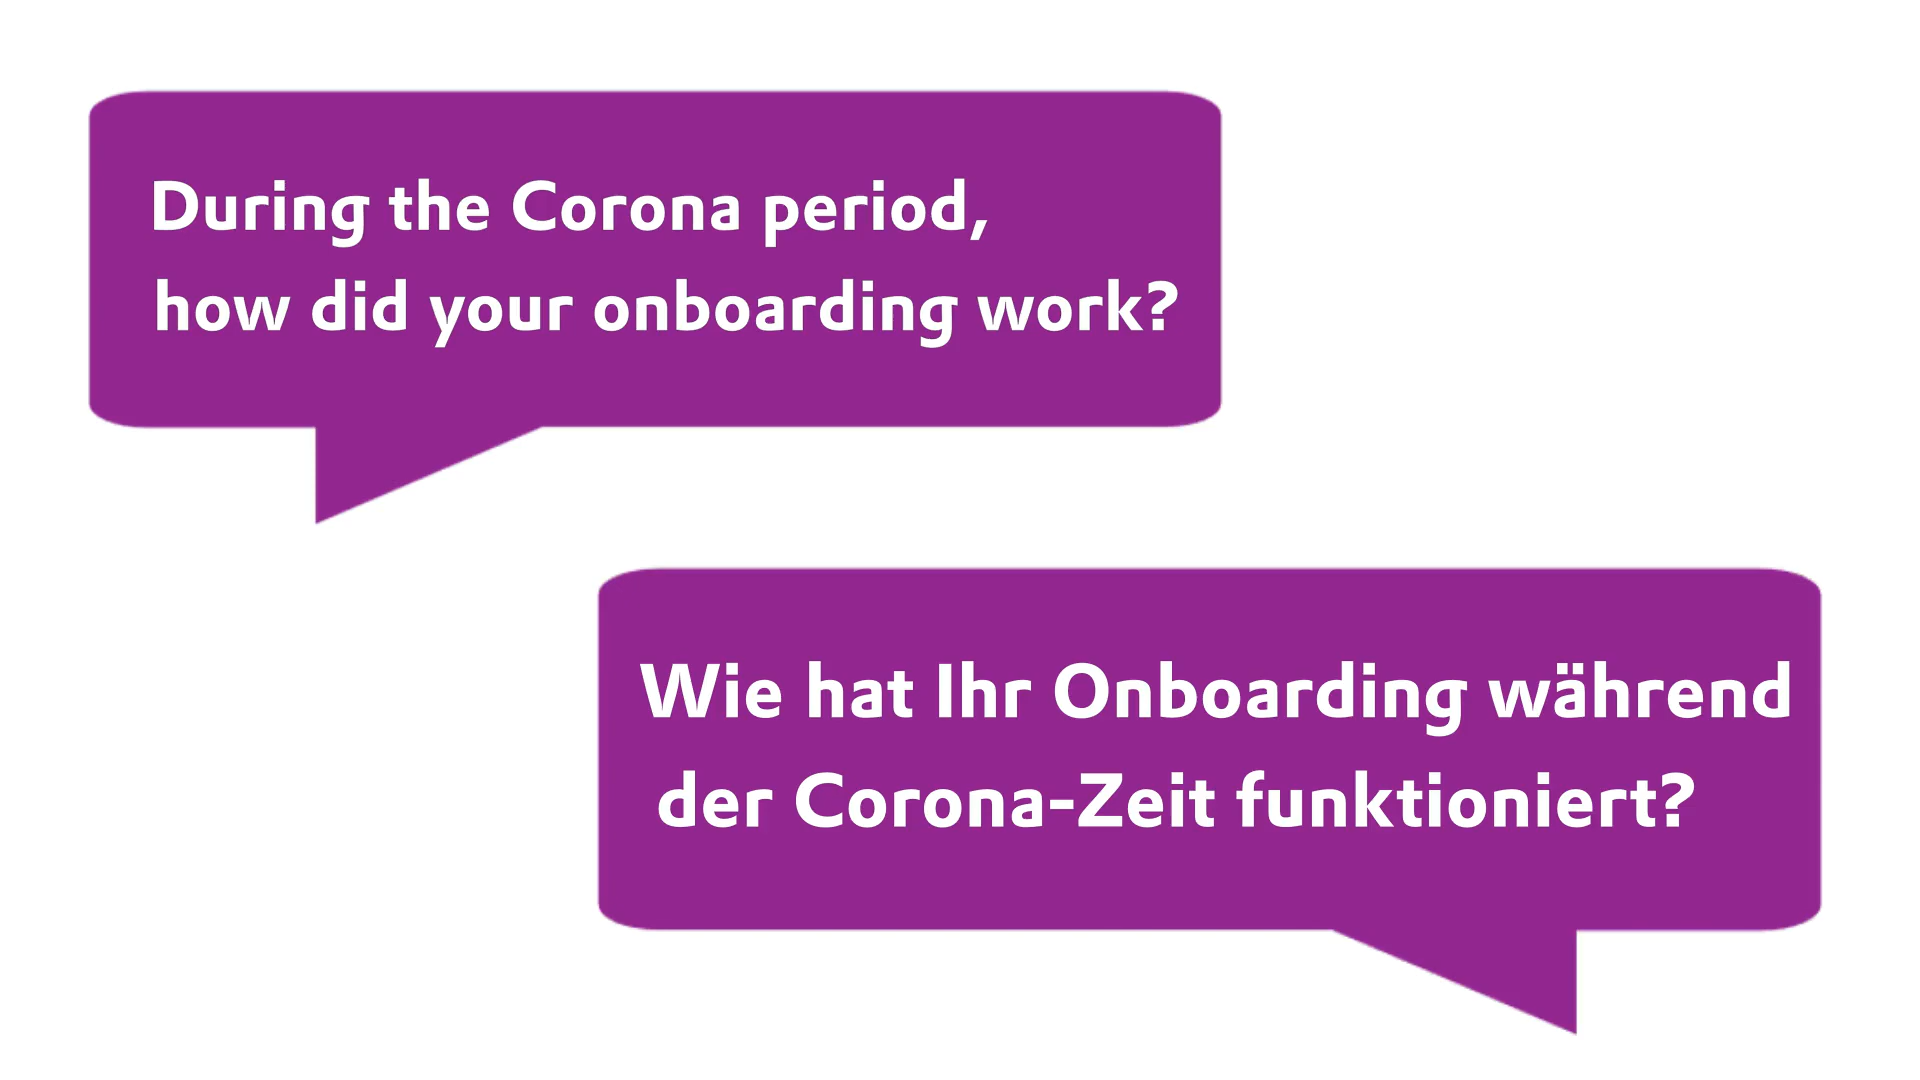 During the Corona period,
how did your onboarding work?
Wie hat Ihr Onboarding während
der Corona-Zeit funktioniert?